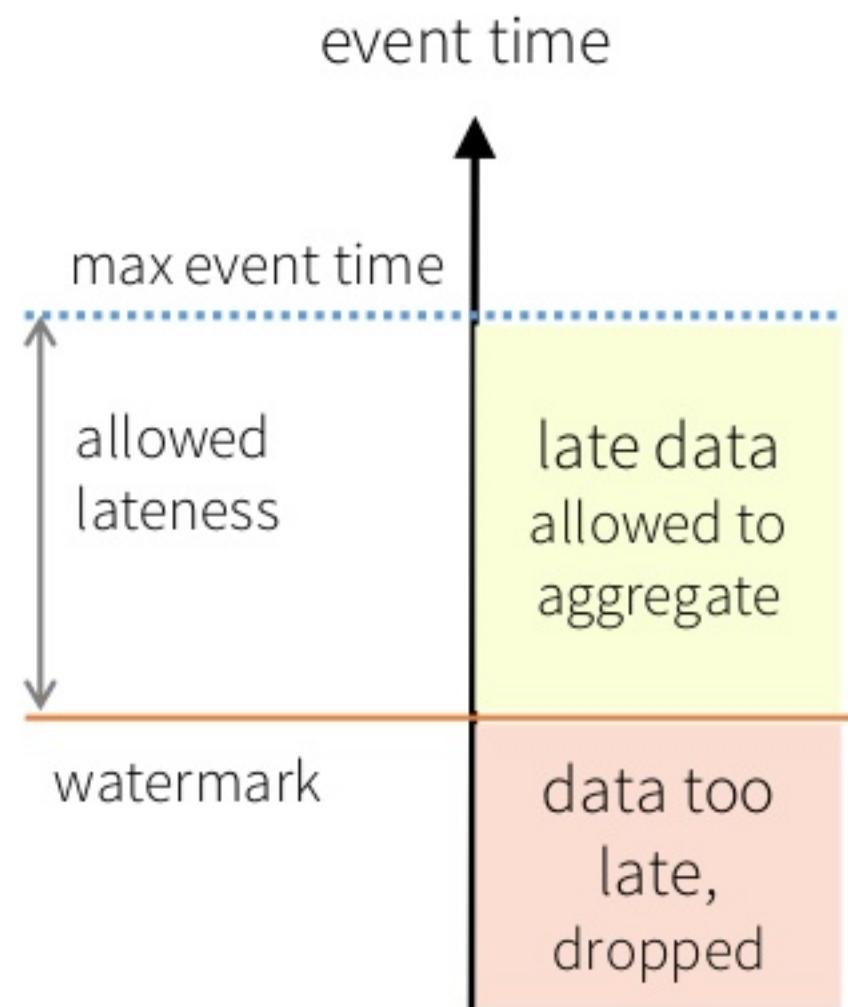 event time
max event time
allowed
lateness
late data
allowed to
aggregate
watermark
data too
late,
dropped